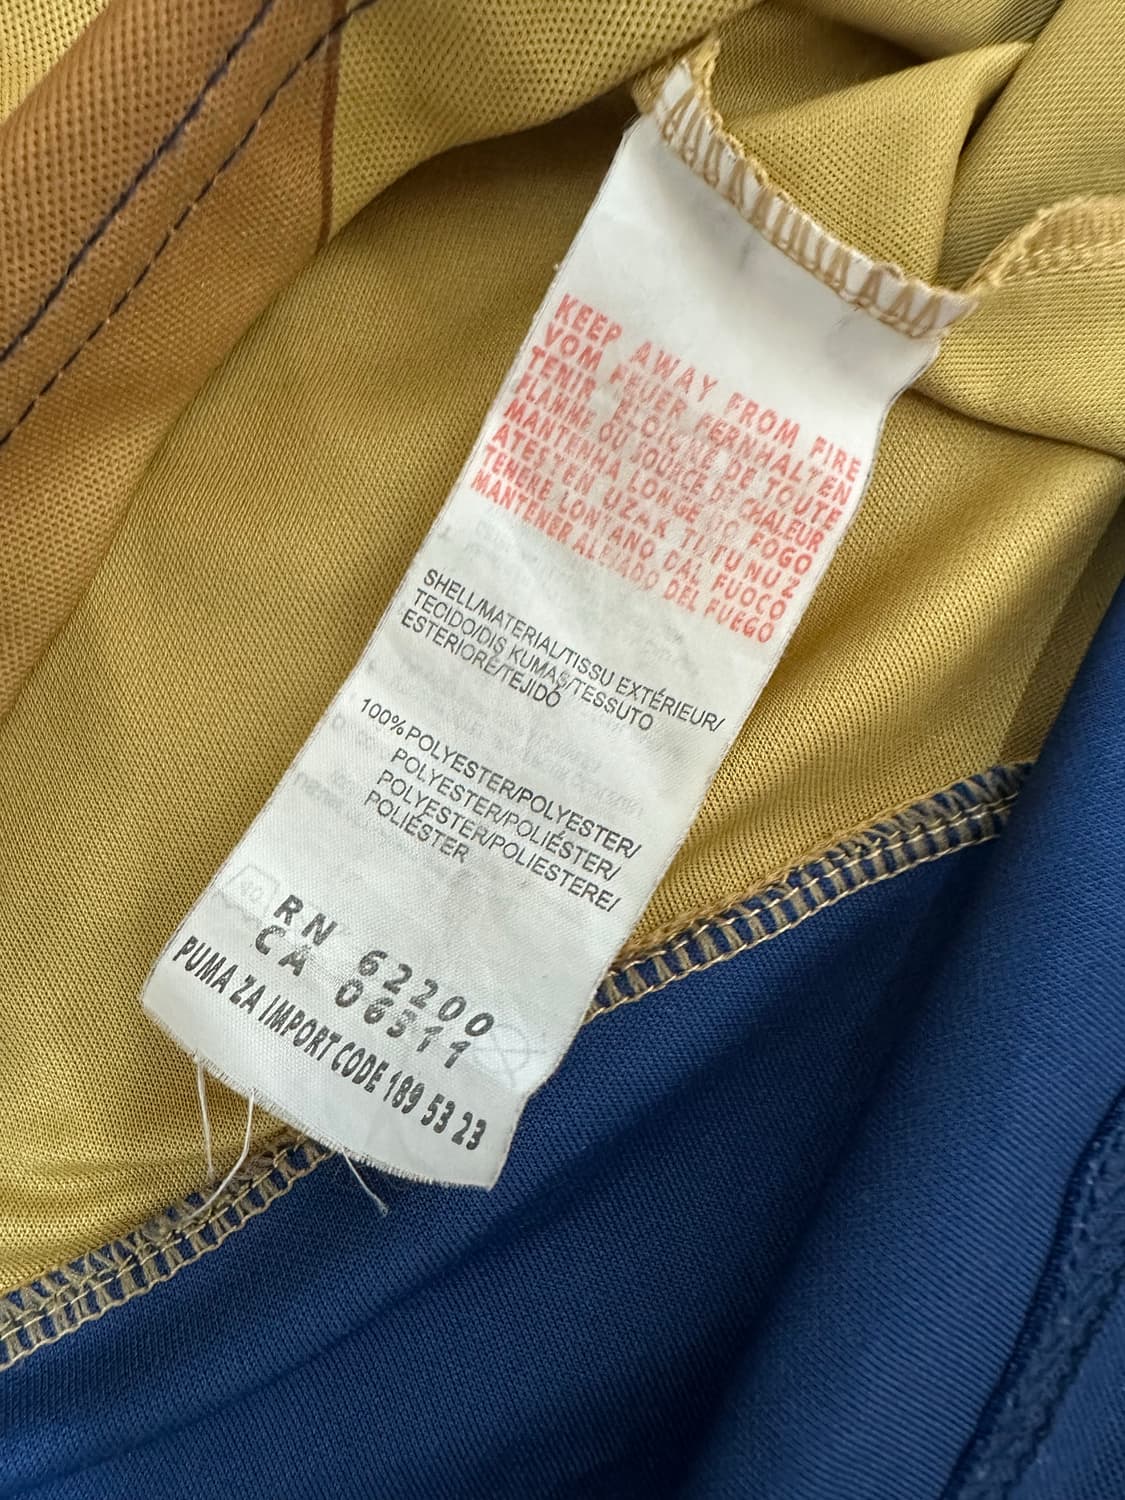 KEEP AWAY FROM FIRE
VOM FEUER FERNHALTEN
TENIR ELOIGNE DE TOUTE
FLAMME OU SOURCE DE CHALEUR
MANTENHA LONGE DO FOGO
ATESTEN UZAK TUTUNUZ
TENERE LONTANO DAL FUOCO
MANTENER ALEJADO DEL FUEGO
SHELL/MATERIAL/TISSU EXTÉRIEUR/
TECIDO/DIS KUMAS/TESSUTO
ESTERIORE/TEJIDO
100%POLYESTER/POLYESTER/
POLYESTER/POLIÉSTER/
POLYESTER/POLIESTERE/
POLIÉSTER
RN 62200
CA 06311
PUMA ZA IMPORT CODE 189 53 23